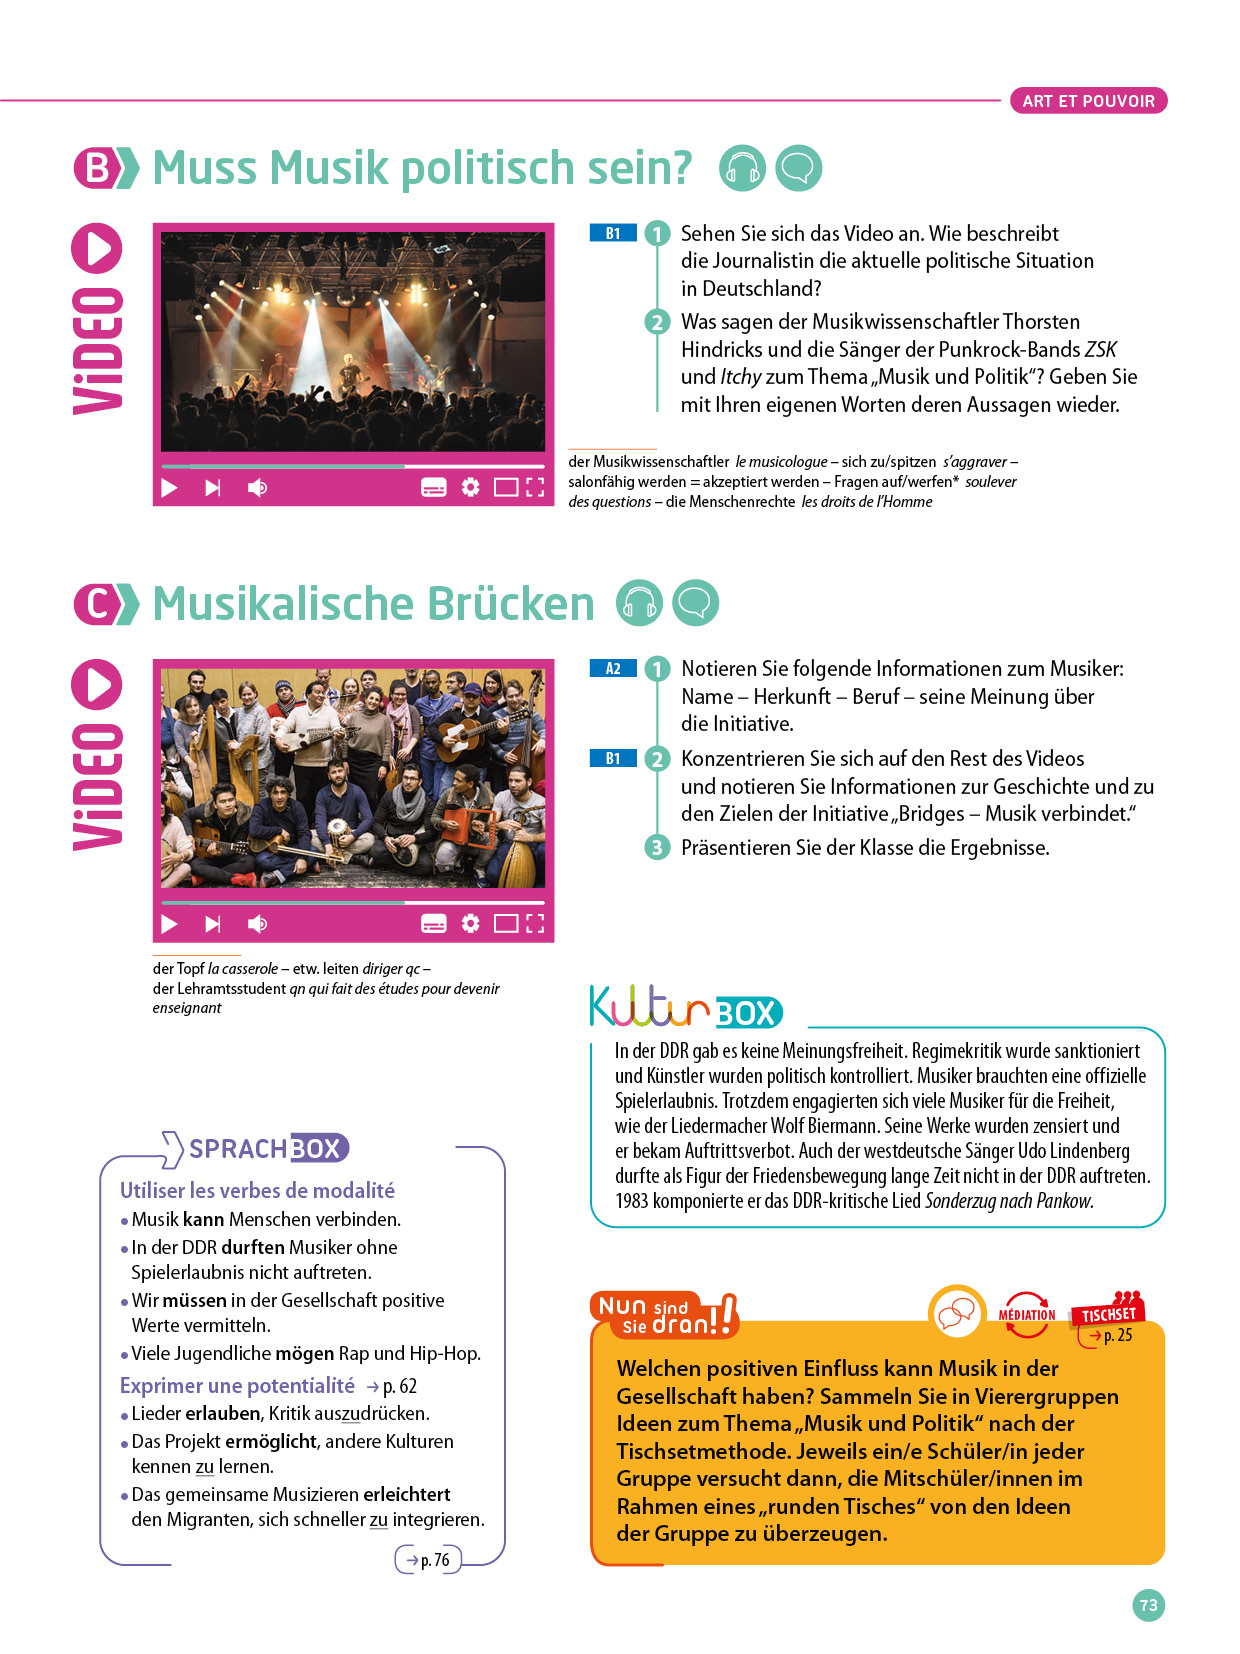 ART ET POUVOIR
B Muss Musik politisch sein?
ViDEO
B1
1 Sehen Sie sich das Video an. Wie beschreibt
die Journalistin die aktuelle politische Situation
in Deutschland?
2 Was sagen der Musikwissenschaftler Thorsten
Hindricks und die Sänger der Punkrock-Bands ZSK
und Itchy zum Thema „Musik und Politik“? Geben Sie
mit Ihren eigenen Worten deren Aussagen wieder.
der Musikwissenschaftler le musicologue – sich zu/spitzen s’aggraver –
salonfähig werden = akzeptiert werden – Fragen auf/werfen* soulever
des questions – die Menschenrechte les droits de l’Homme
C Musikalische Brücken
ViDEO
A2
1 Notieren Sie folgende Informationen zum Musiker:
Name – Herkunft – Beruf – seine Meinung über
die Initiative.
B1
2 Konzentrieren Sie sich auf den Rest des Videos
und notieren Sie Informationen zur Geschichte und zu
den Zielen der Initiative „Bridges – Musik verbindet.“
3 Präsentieren Sie der Klasse die Ergebnisse.
der Topf la casserole – etw. leiten diriger qc –
der Lehramtsstudent qn qui fait des études pour devenir
enseignant
Kultur BOX
In der DDR gab es keine Meinungsfreiheit. Regimekritik wurde sanktioniert
und Künstler wurden politisch kontrolliert. Musiker brauchten eine offizielle
Spielerlaubnis. Trotzdem engagierten sich viele Musiker für die Freiheit,
wie der Liedermacher Wolf Biermann. Seine Werke wurden zensiert und
er bekam Auftrittsverbot. Auch der westdeutsche Sänger Udo Lindenberg
durfte als Figur der Friedensbewegung lange Zeit nicht in der DDR auftreten.
1983 komponierte er das DDR-kritische Lied Sonderzug nach Pankow.
SPRACHBOX
Utiliser les verbes de modalité
• Musik kann Menschen verbinden.
• In der DDR durften Musiker ohne
Spielerlaubnis nicht auftreten.
• Wir müssen in der Gesellschaft positive
Werte vermitteln.
• Viele Jugendliche mögen Rap und Hip-Hop.
Exprimer une potentialité → p. 62
• Lieder erlauben, Kritik auszudrücken.
• Das Projekt ermöglicht, andere Kulturen
kennen zu lernen.
• Das gemeinsame Musizieren erleichtert
den Migranten, sich schneller zu integrieren.
→ p. 76
Nun sind
Sie dran!!
MÉDIATION
TISCHSET
→ p. 25
Welchen positiven Einfluss kann Musik in der
Gesellschaft haben? Sammeln Sie in Vierergruppen
Ideen zum Thema „Musik und Politik“ nach der
Tischsetmethode. Jeweils ein/e Schüler/in jeder
Gruppe versucht dann, die Mitschüler/innen im
Rahmen eines „runden Tisches“ von den Ideen
der Gruppe zu überzeugen.
73